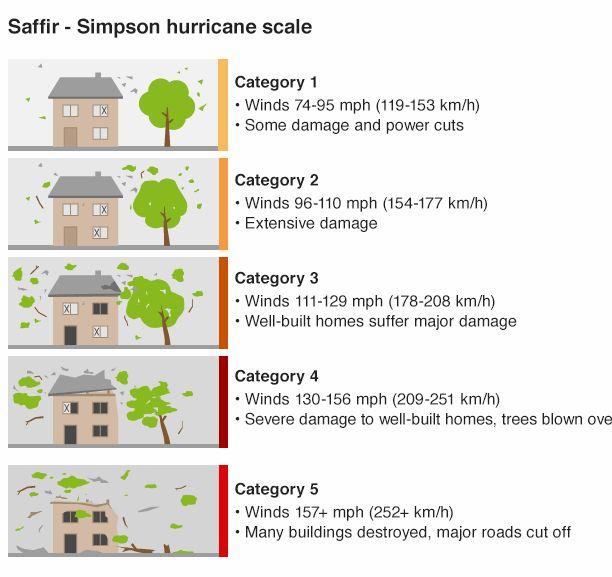 Saffir - Simpson hurricane scale
Category 1
• Winds 74-95 mph (119-153 km/h)
• Some damage and power cuts
Category 2
• Winds 96-110 mph (154-177 km/h)
• Extensive damage
Category 3
• Winds 111-129 mph (178-208 km/h)
• Well-built homes suffer major damage
Category 4
• Winds 130-156 mph (209-251 km/h)
• Severe damage to well-built homes, trees blown ove
Category 5
• Winds 157+ mph (252+ km/h)
• Many buildings destroyed, major roads cut off